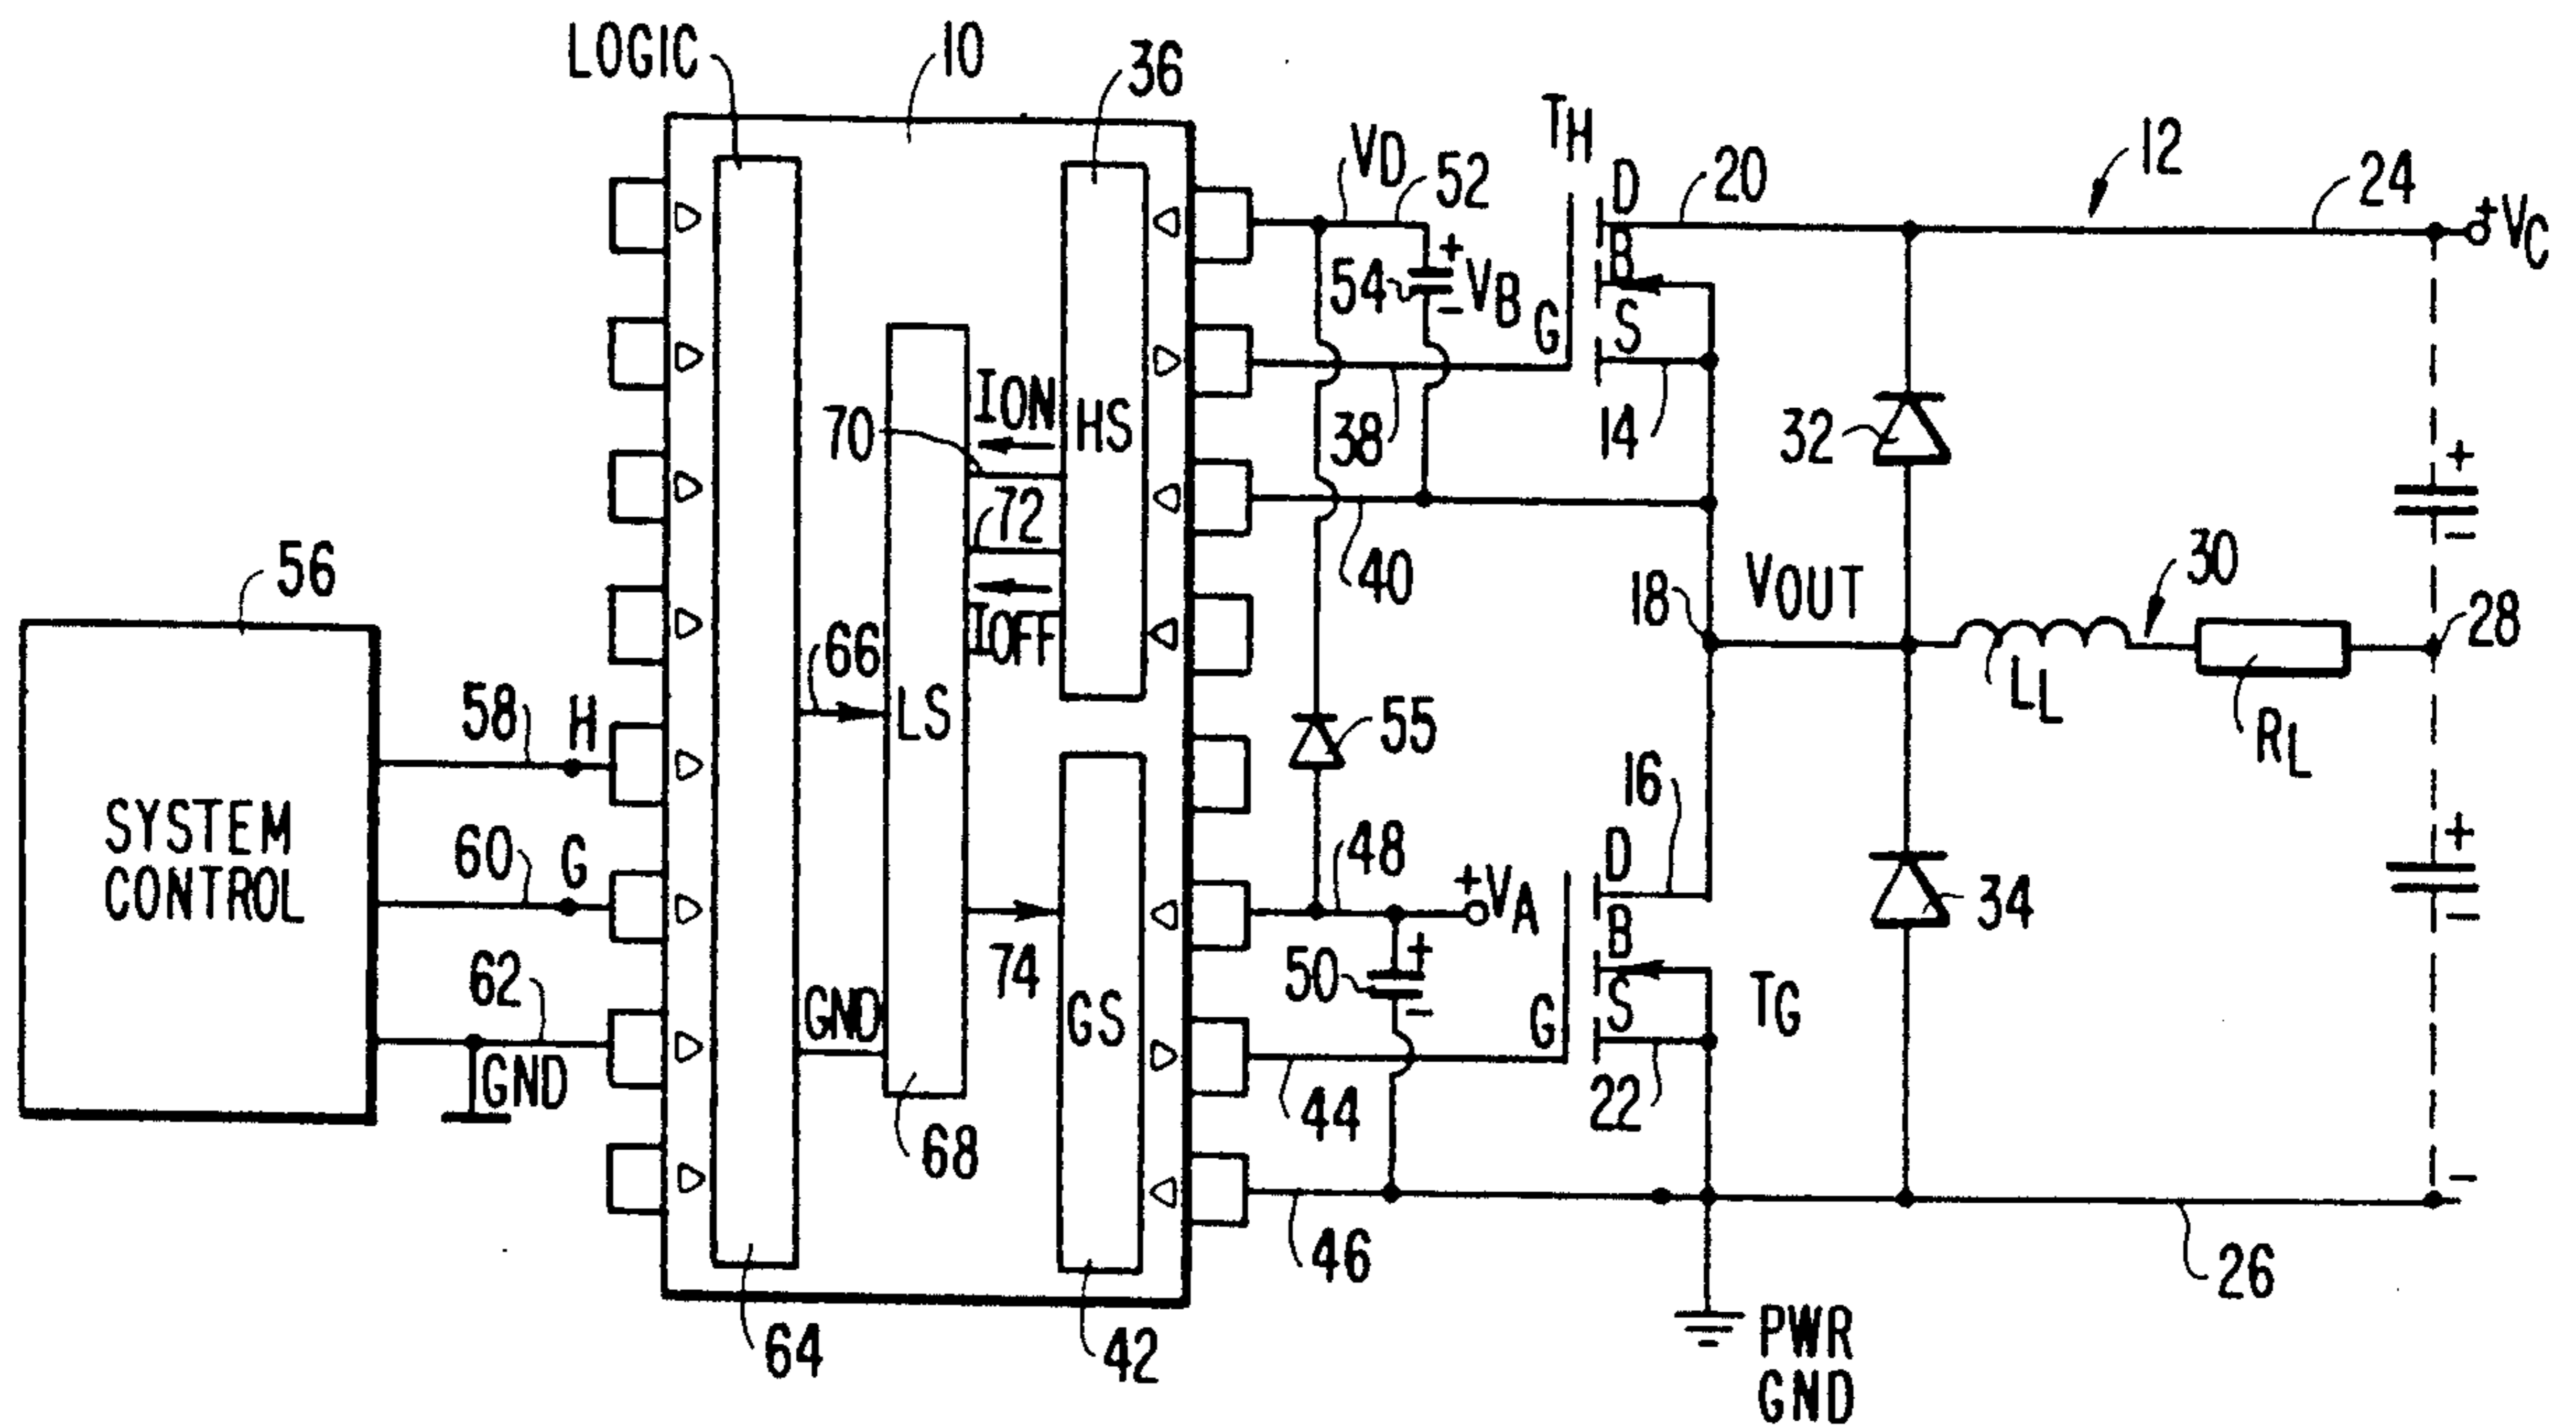 LOGIC
10
36
VD
52
TH
D
20
12
24
+VC
B
54
+
VB
-
G
S
38
14
32
+
-
ION
70
HS
72
40
IOFF
56
18
VOUT
30
28
66
LS
LL
RL
58
H
55
16
SYSTEM
CONTROL
60
G
48
+VA
D
34
+
-
B
50
+
-
S
G
TG
74
GS
62
GND
GND
44
22
68
-
46
26
64
42
PWR
GND